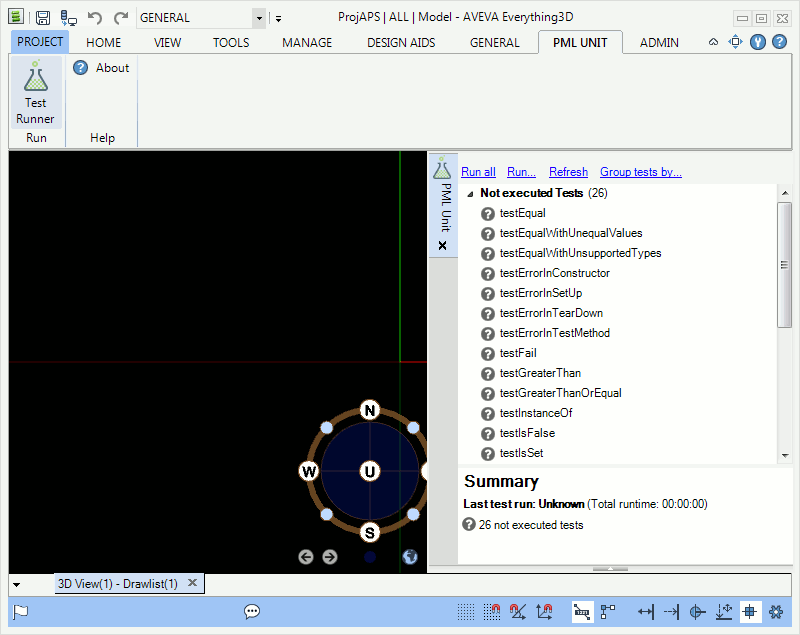 GENERAL
ProjAPS | ALL | Model - AVEVA Everything3D
PROJECT HOME VIEW TOOLS MANAGE DESIGN AIDS GENERAL PML UNIT ADMIN
Test
Runner
About
Run
Help
PML Unit
Run all Run... Refresh Group tests by...
Not executed Tests (26)
testEqual
testEqualWithUnequalValues
testEqualWithUnsupportedTypes
testErrorInConstructor
testErrorInSetUp
testErrorInTearDown
testErrorInTestMethod
testFail
testGreaterThan
testGreaterThanOrEqual
testInstanceOf
testIsFalse
testIsSet
N
W U
S
Summary
Last test run: Unknown (Total runtime: 00:00:00)
26 not executed tests
3D View(1) - Drawlist(1)